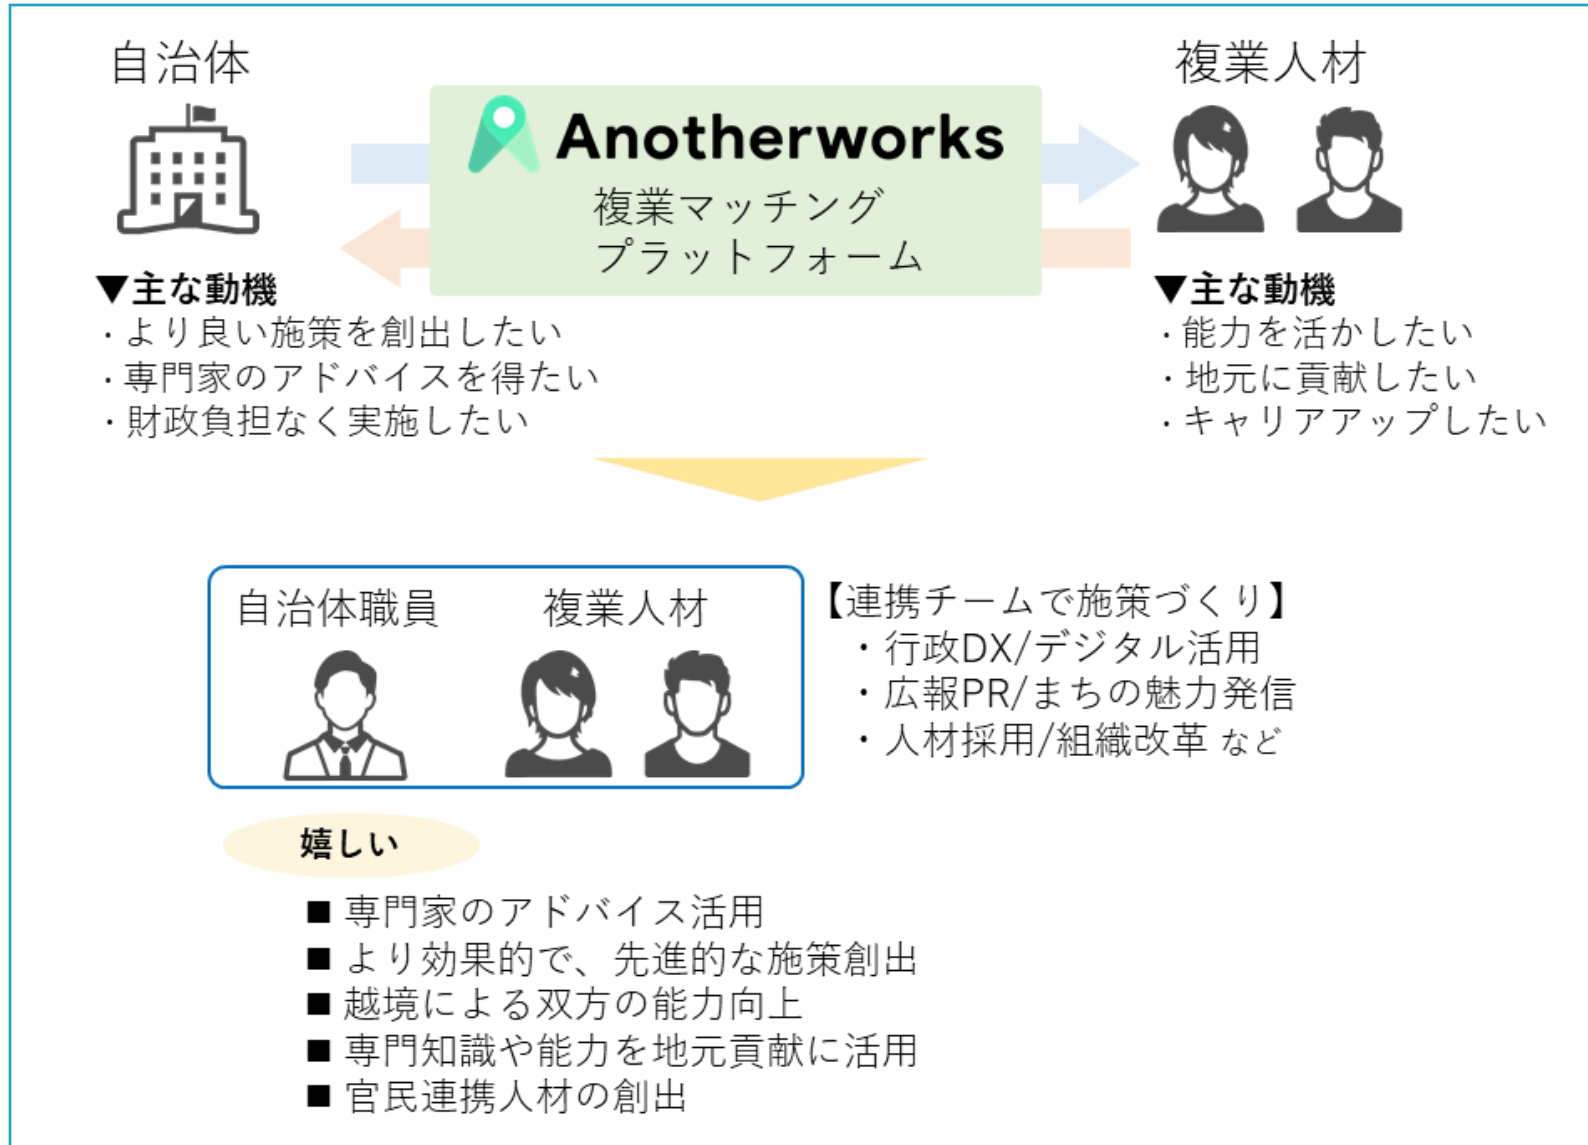 自治体
複業人材
Anotherworks
複業マッチング
プラットフォーム
▼主な動機
・より良い施策を創出したい
・専門家のアドバイスを得たい
・財政負担なく実施したい
▼主な動機
・能力を活かしたい
・地元に貢献したい
・キャリアアップしたい
自治体職員
複業人材
【連携チームで施策づくり】
・行政DX/デジタル活用
・広報PR/まちの魅力発信
・人材採用/組織改革 など
嬉しい
■ 専門家のアドバイス活用
■ より効果的で、先進的な施策創出
■ 越境による双方の能力向上
■ 専門知識や能力を地元貢献に活用
■ 官民連携人材の創出